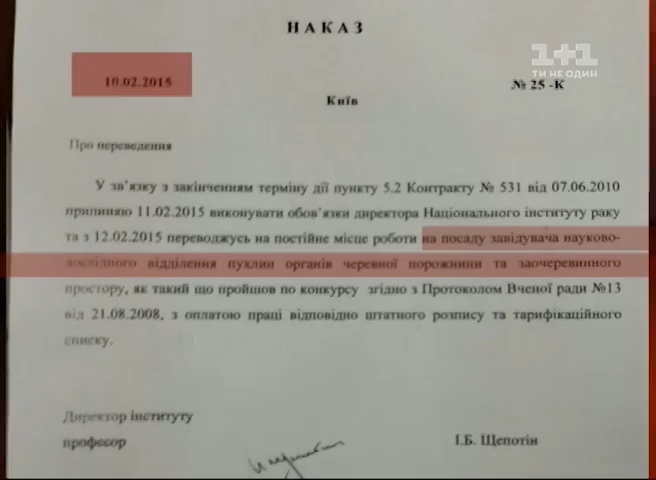 НАКАЗ
1+1
ТИ НЕ ОДИН
10.02.2015
№ 25 -К
Київ
Про переведення
У зв'язку з закінченням терміну дії пункту 5.2 Контракту № 531 від 07.06.2010
припиняю 11.02.2015 виконувати обов'язки директора Національного інституту раку
та з 12.02.2015 переводжусь на постійне місце роботи на посаду завідувача науково-
дослідного відділення пухлин органів черевної порожнини та заочеревинного
простору, як такий що пройшов по конкурсу згідно з Протоколом Вченої ради №13
від 21.08.2008, з оплатою праці відповідно штатного розпису та тарифікаційного
списку.
Директор інституту
професор
І.Б. Щепотін